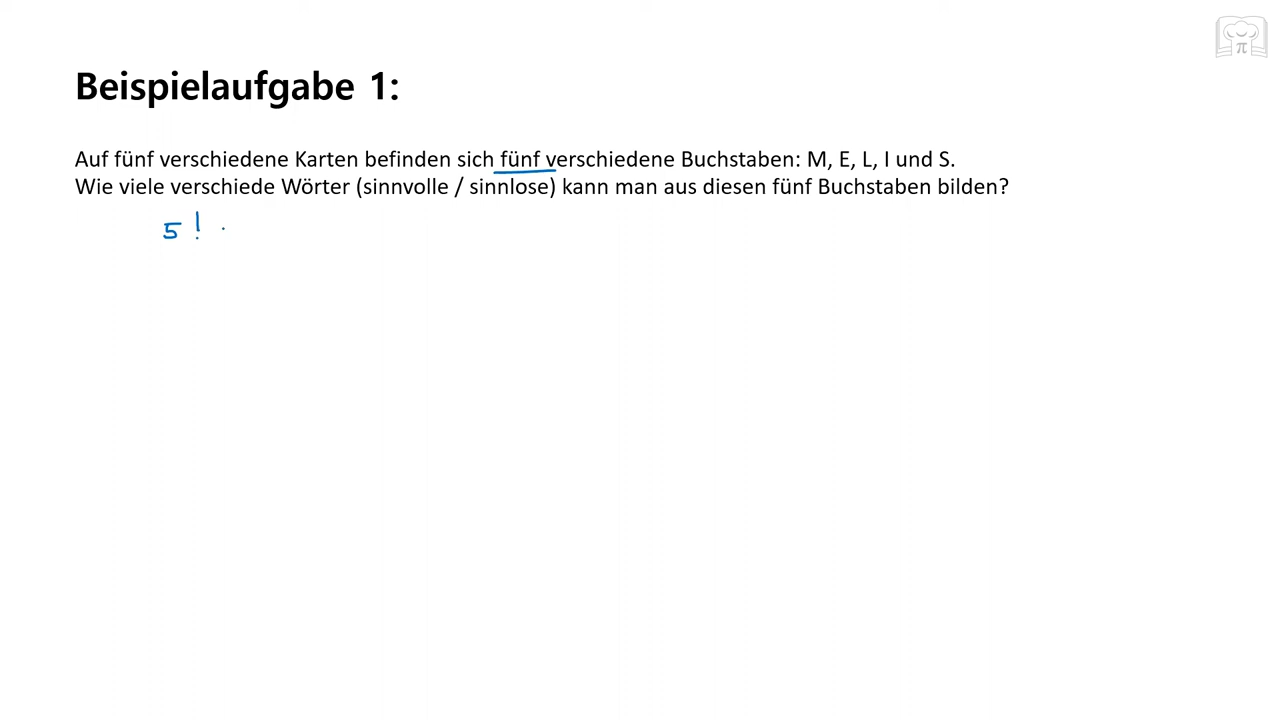 Beispielaufgabe 1:
Auf fünf verschiedene Karten befinden sich fünf verschiedene Buchstaben: M, E, L, I und S.
Wie viele verschiede Wörter (sinnvolle / sinnlose) kann man aus diesen fünf Buchstaben bilden?
5!
π